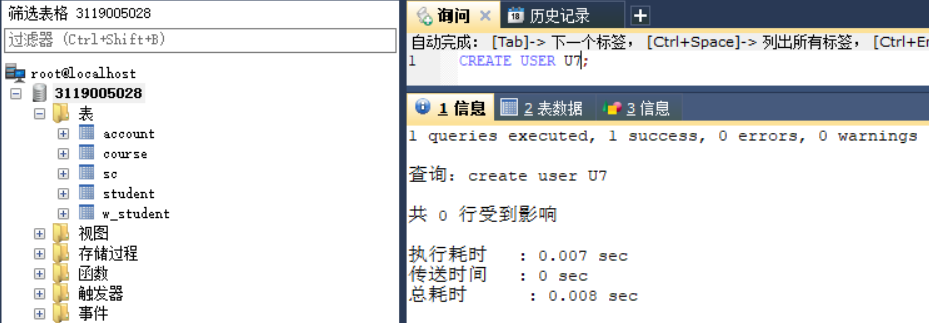 筛选表格 3119005028
过滤器 (Ctrl+Shift+B)
root@localhost
3119005028
表
account
course
sc
student
w_student
视图
存储过程
函数
触发器
事件
询问
历史记录
自动完成: [Tab]-> 下一个标签, [Ctrl+Space]-> 列出所有标签, [Ctrl+En
1 CREATE USER U7;
1 信息
2 表数据
3 信息
1 queries executed, 1 success, 0 errors, 0 warnings
查询: create user U7
共 0 行受到影响
执行耗时 : 0.007 sec
传送时间 : 0 sec
总耗时 : 0.008 sec